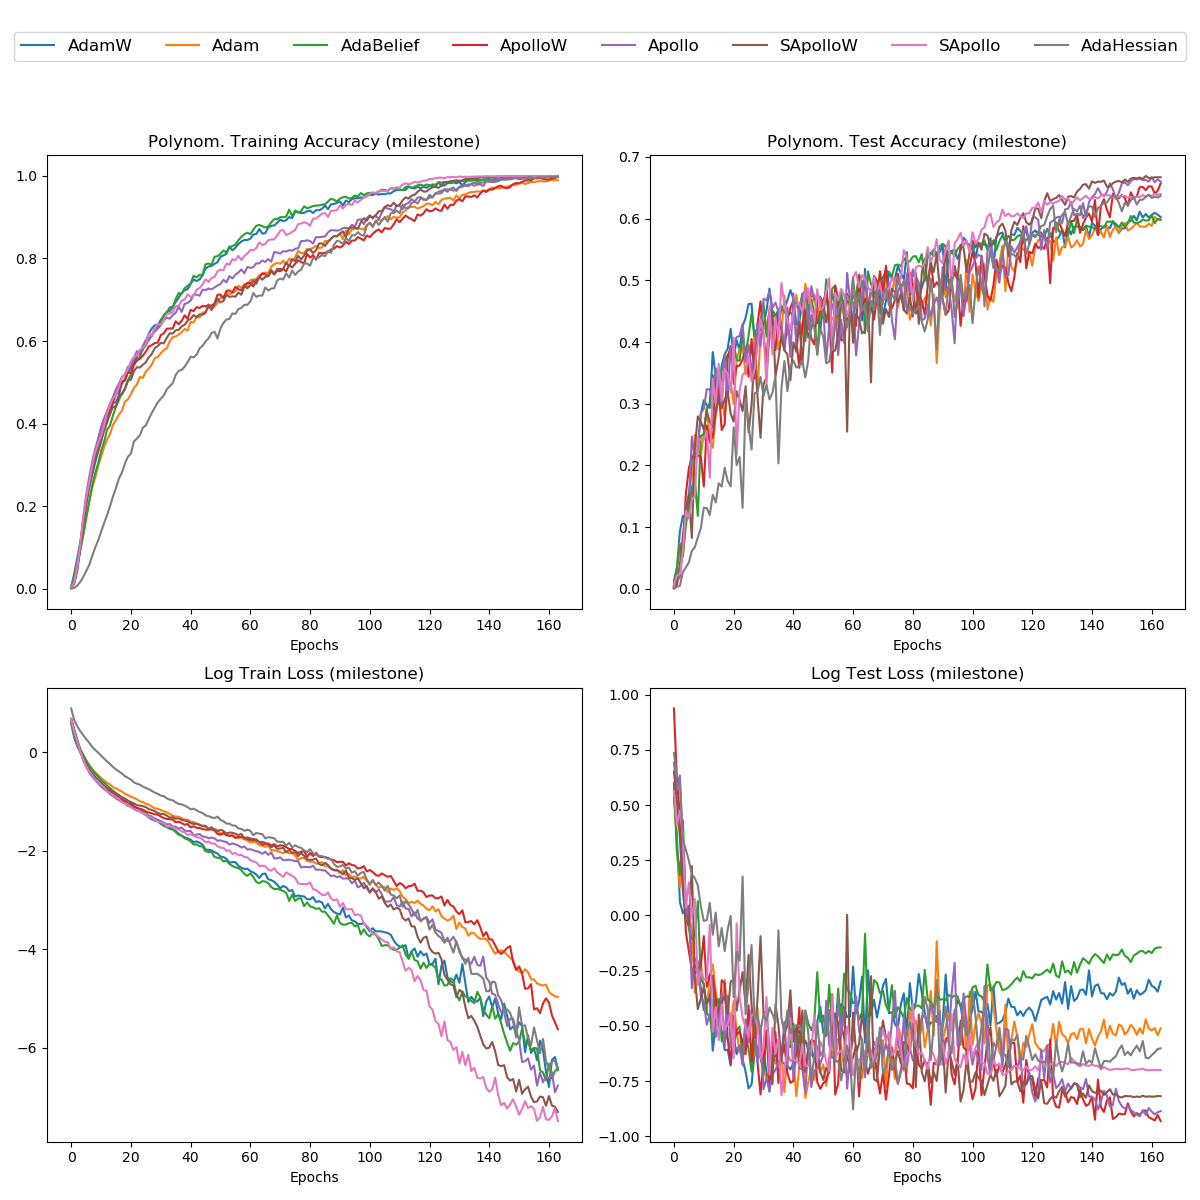 AdamW Adam AdaBelief ApolloW Apollo SApolloW SApollo AdaHessian
Polynom. Training Accuracy (milestone)
1.0
0.8
0.6
0.4
0.2
0.0
0 20 40 60 80 100 120 140 160
Epochs
Polynom. Test Accuracy (milestone)
0.7
0.6
0.5
0.4
0.3
0.2
0.1
0.0
0 20 40 60 80 100 120 140 160
Epochs
Log Train Loss (milestone)
0
−2
−4
−6
0 20 40 60 80 100 120 140 160
Epochs
Log Test Loss (milestone)
1.00
0.75
0.50
0.25
0.00
−0.25
−0.50
−0.75
−1.00
0 20 40 60 80 100 120 140 160
Epochs